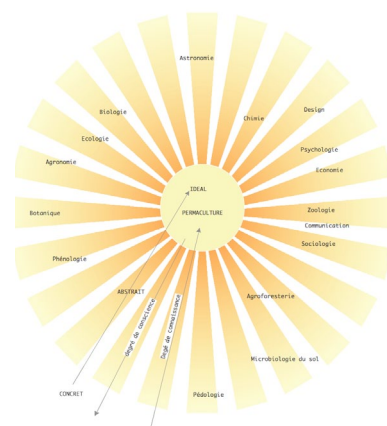 Astronomie
Biologie
Design
Chimie
Ecologie
Psychologie
Agronomie
Economie
IDEAL
Botanique
PERMACULTURE
Zoologie
Communication
Sociologie
Phénologie
ABSTRAIT
Agroforesterie
degré de conscience
Degé de connaissance
Microbiologie du sol
CONCRET
Pédologie